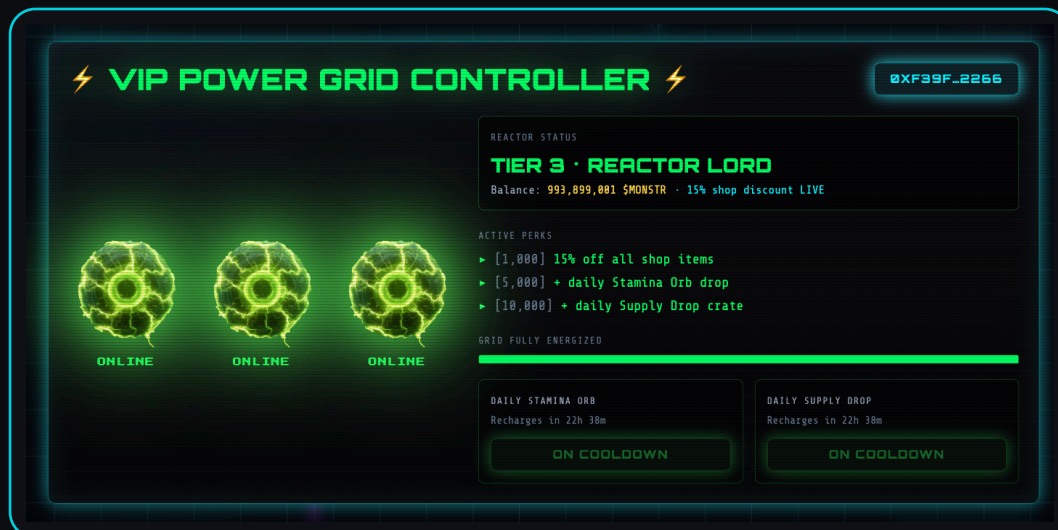 ⚡ VIP POWER GRID CONTROLLER ⚡
0XF39F_2266
REACTOR STATUS
TIER 3 · REACTOR LORD
Balance: 993,899,001 $MONSTR · 15% shop discount LIVE
ACTIVE PERKS
▸ [1,000] 15% off all shop items
▸ [5,000] + daily Stamina Orb drop
▸ [10,000] + daily Supply Drop crate
GRID FULLY ENERGIZED
ONLINE
ONLINE
ONLINE
DAILY STAMINA ORB
Recharges in 22h 38m
ON COOLDOWN
DAILY SUPPLY DROP
Recharges in 22h 38m
ON COOLDOWN